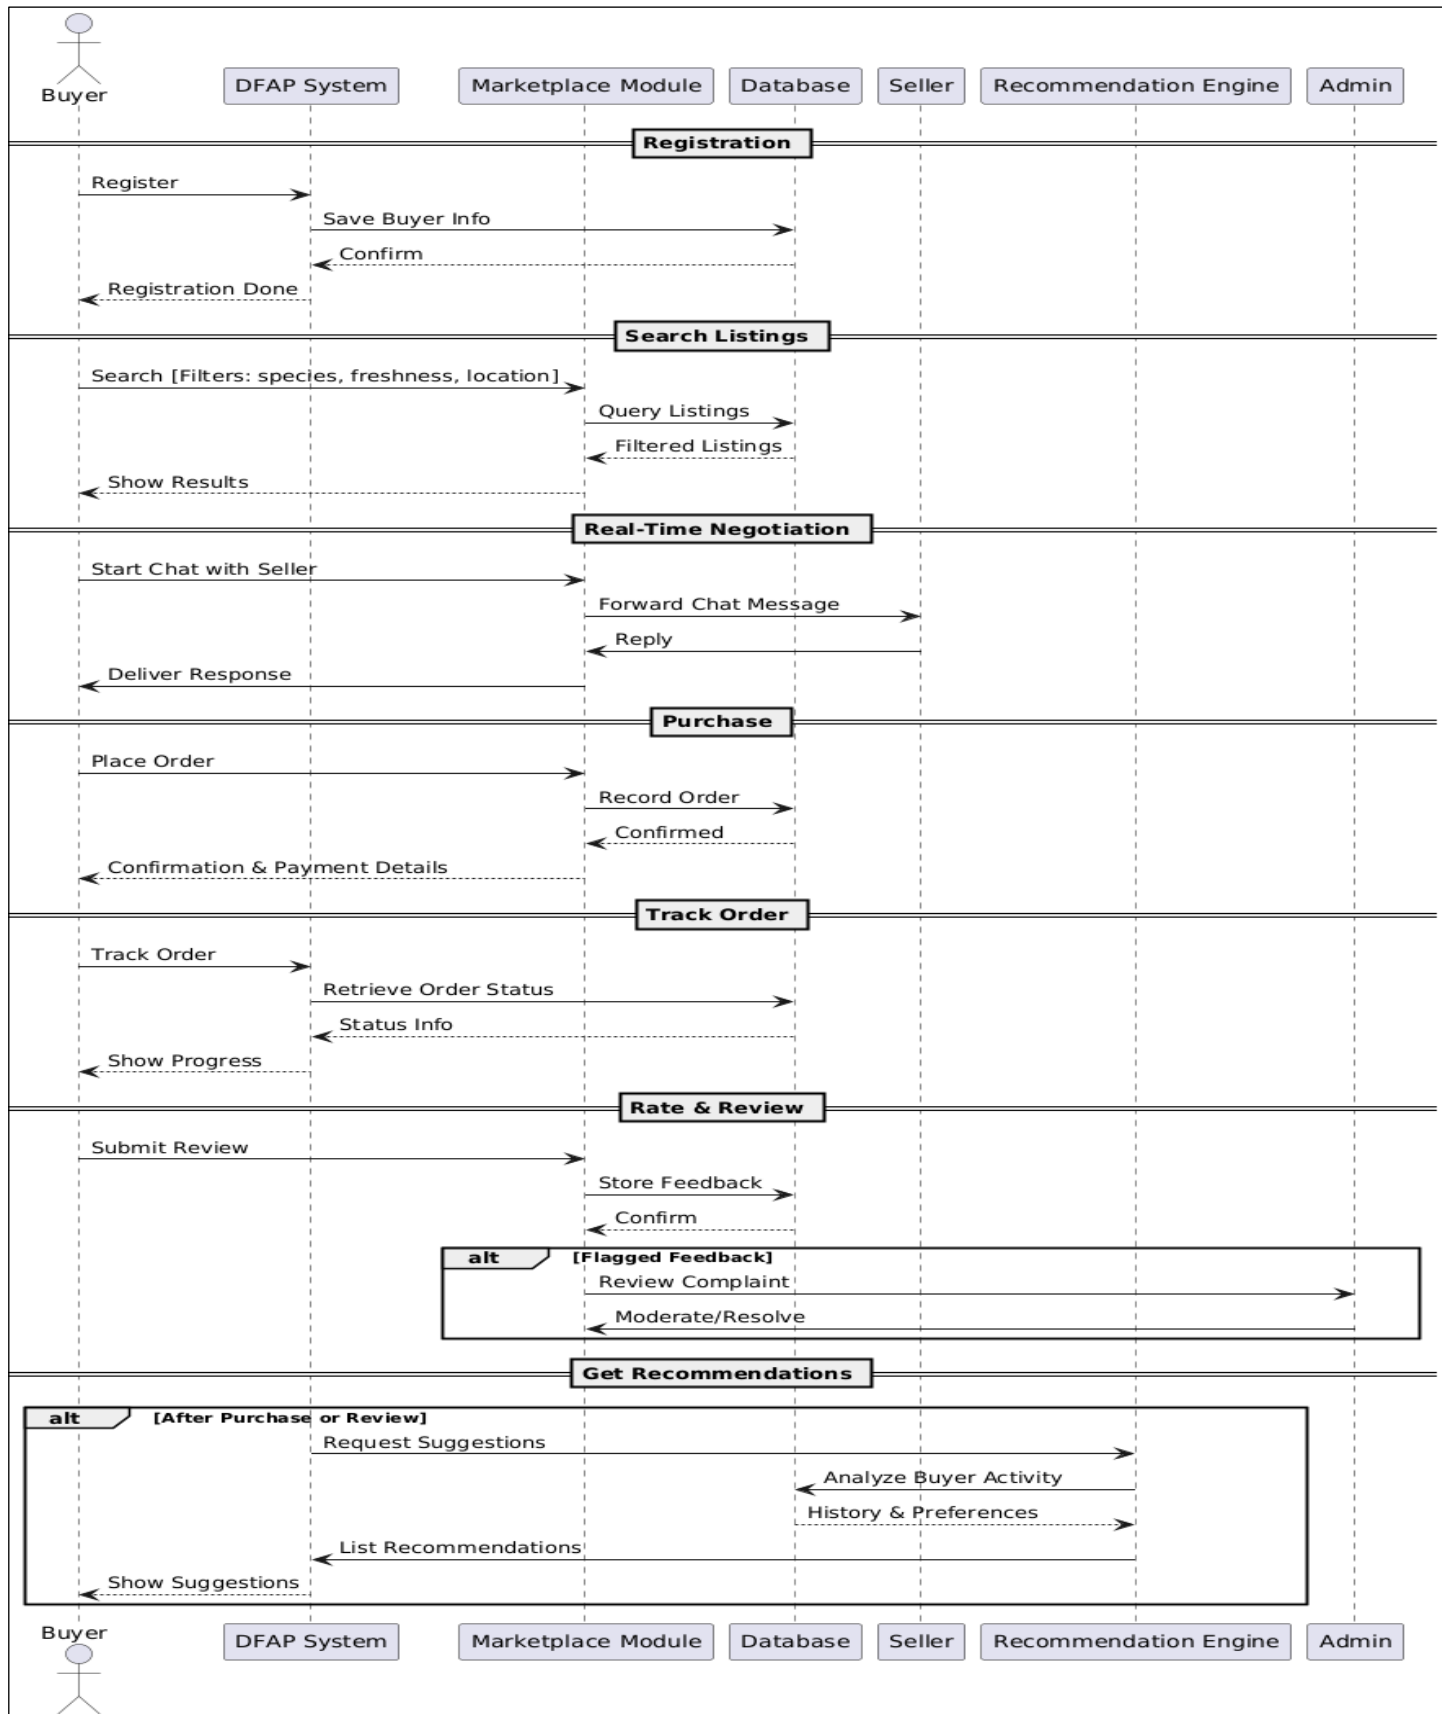 Buyer
DFAP System
Marketplace Module
Database
Seller
Recommendation Engine
Admin
Registration
Register
Save Buyer Info
Confirm
Registration Done
Search Listings
Search [Filters: species, freshness, location]
Query Listings
Filtered Listings
Show Results
Real-Time Negotiation
Start Chat with Seller
Forward Chat Message
Reply
Deliver Response
Purchase
Place Order
Record Order
Confirmed
Confirmation & Payment Details
Track Order
Track Order
Retrieve Order Status
Status Info
Show Progress
Rate & Review
Submit Review
Store Feedback
Confirm
alt [Flagged Feedback]
Review Complaint
Moderate/Resolve
Get Recommendations
alt [After Purchase or Review]
Request Suggestions
Analyze Buyer Activity
History & Preferences
List Recommendations
Show Suggestions
Buyer
DFAP System
Marketplace Module
Database
Seller
Recommendation Engine
Admin